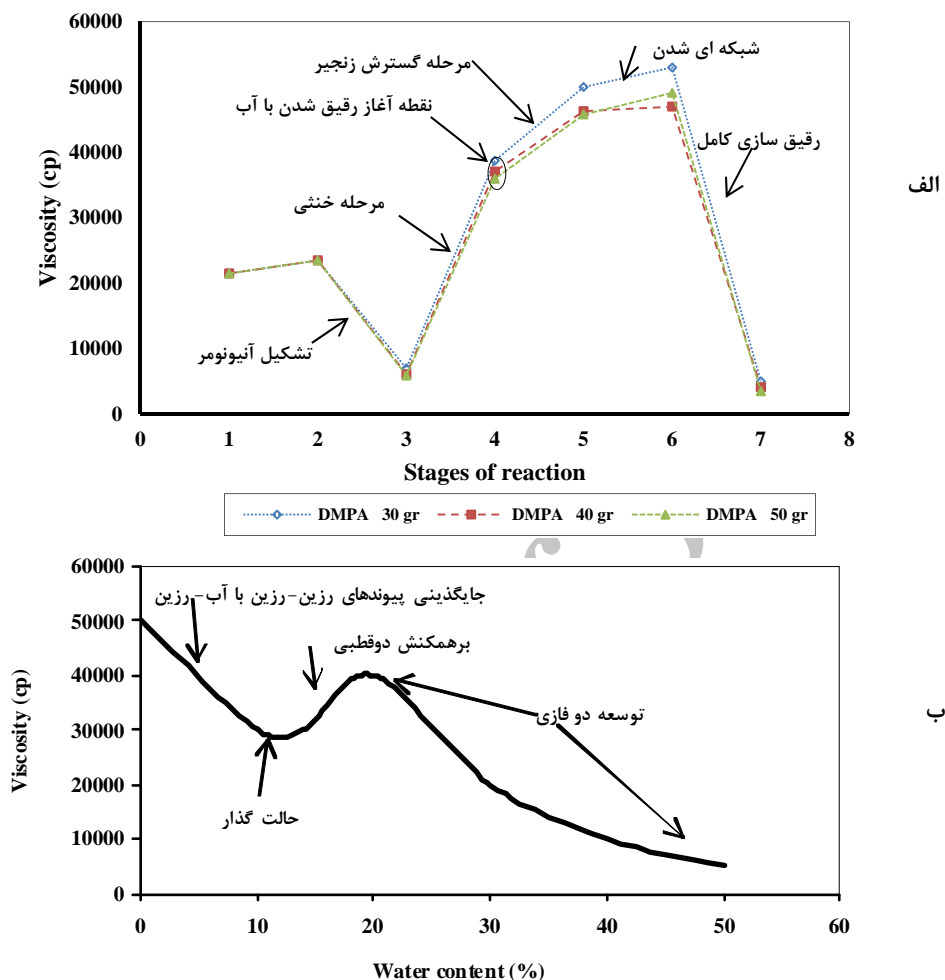 60000
50000
40000
30000
20000
10000
0
Viscosity (cp)
شبکه ای شدن
مرحله گسترش زنجیر
نقطه آغاز رقیق شدن با آب
رقیق سازی کامل
مرحله خنثی
تشکیل آنیونومر
الف
0 1 2 3 4 5 6 7 8
Stages of reaction
DMPA 30 gr DMPA 40 gr DMPA 50 gr
60000
50000
40000
30000
20000
10000
0
Viscosity (cp)
جایگذینی پیوندهای رزین-رزین با آب-رزین
برهمکنش دوقطبی
توسعه دو فازی
حالت گذار
ب
0 10 20 30 40 50 60
Water content (%)